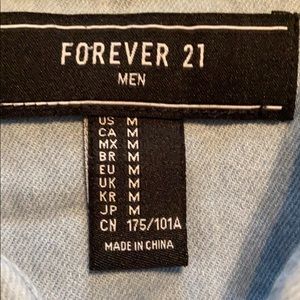 FOREVER 21
MEN
US M
CA M
MX M
BR M
EU M
UK M
KR M
JP M
CN 175/101A
MADE IN CHINA